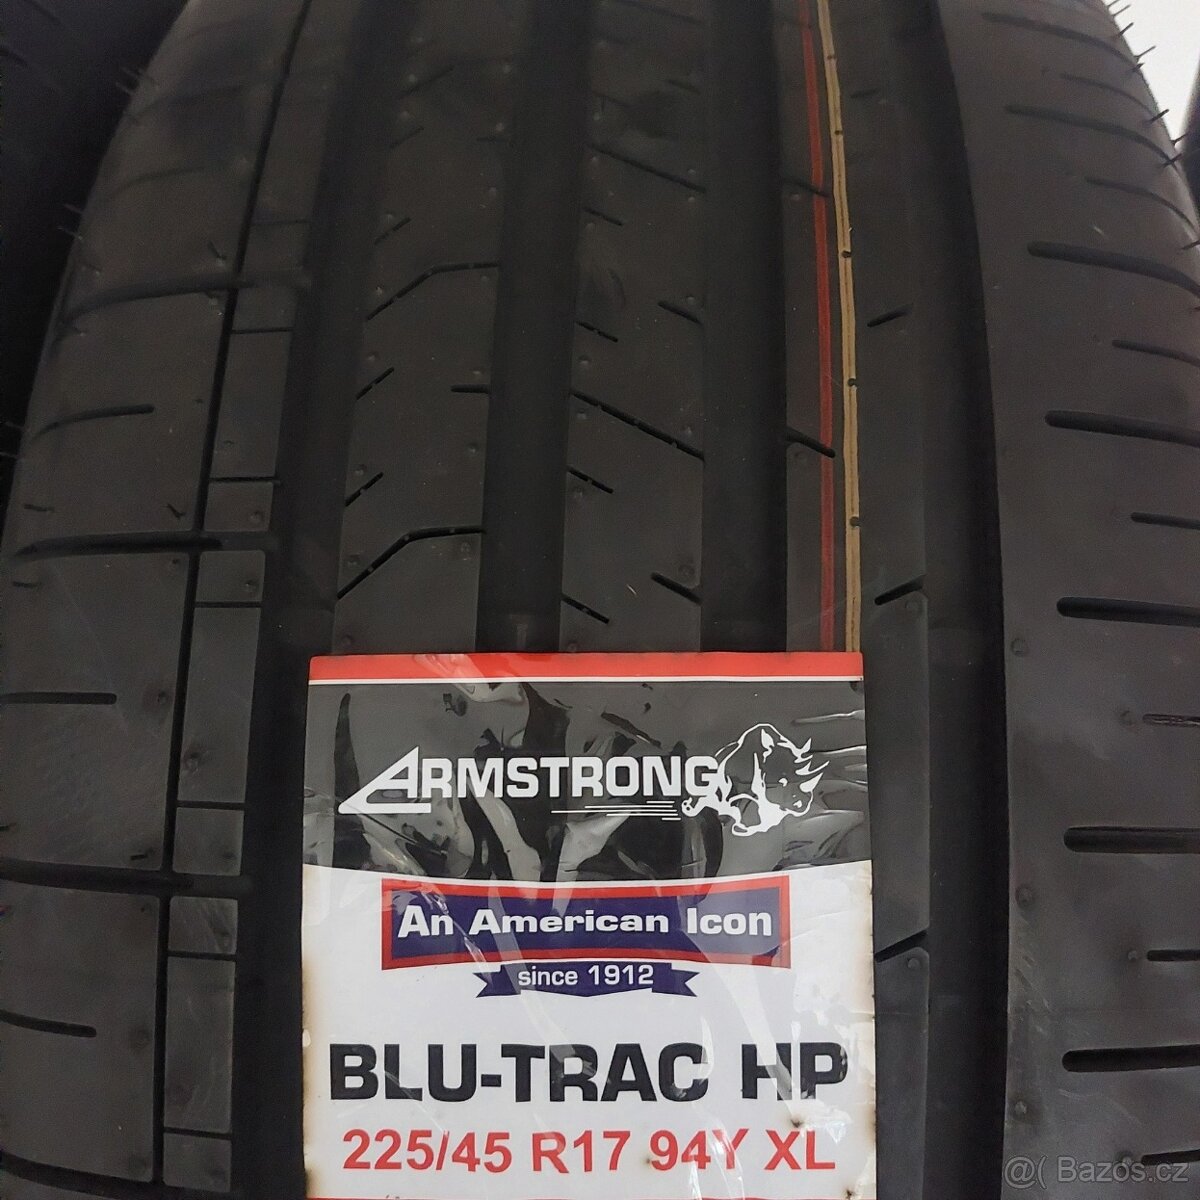 ARMSTRONG
An American Icon
since 1912
BLU-TRAC HP
225/45 R17 94Y XL
@( Bazos.cz